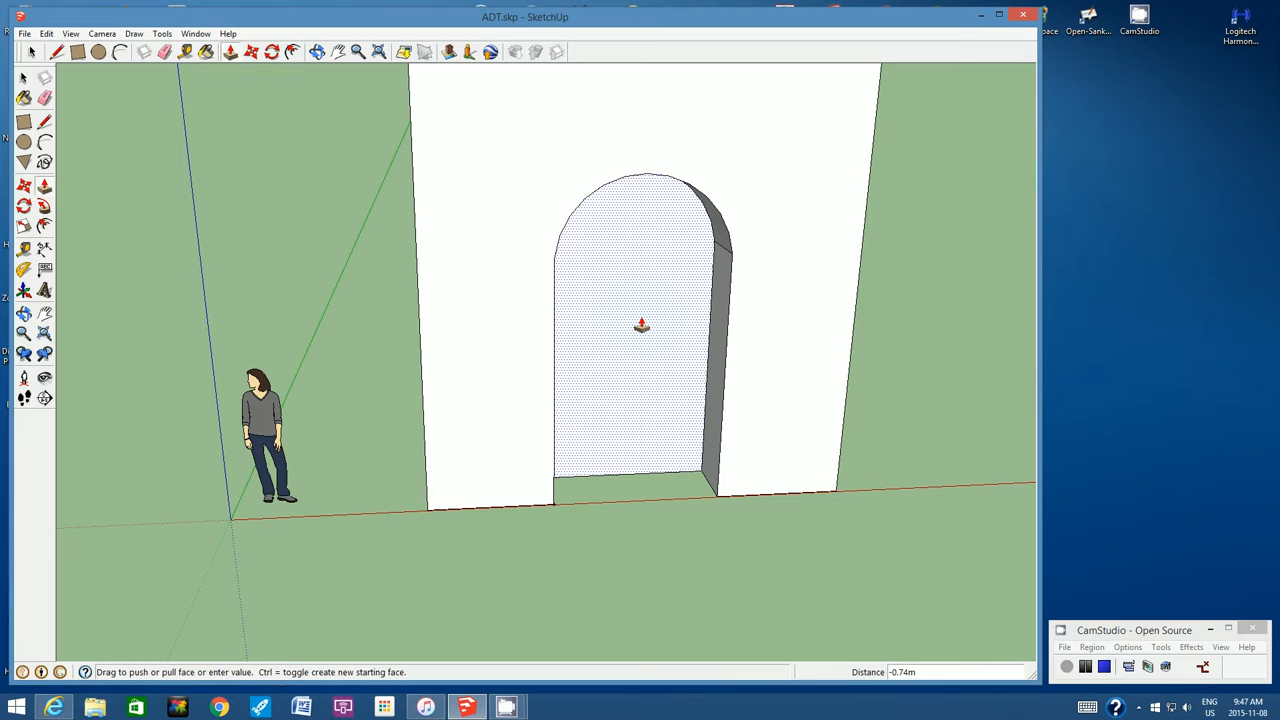 ADT.skp - SketchUp
File Edit View Camera Draw Tools Window Help
Open-Sank... CamStudio
Logitech
Harmon...
CamStudio - Open Source
File Region Options Tools Effects View Help
Drag to push or pull face or enter value. Ctrl = toggle create new starting face.
Distance -0.74m
ENG 9:47 AM
US 2015-11-08